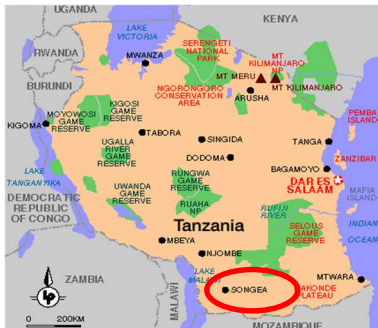 UGANDA
KENYA
LAKE
VICTORIA
RWANDA
MWANZA
SERENGETI
NATIONAL
PARK
MT
KILIMANJARO
NP
MT MERU
MT KILIMANJARO
BURUNDI
NGORONGORO
CONSERVATION
AREA
ARUSHA
MOYOWOSI
GAME
RESERVE
KIGOSI
GAME
RESERVE
PEMBA
ISLAND
KIGOMA
TABORA
UGALLA
RIVER
GAME
RESERVE
SINGIDA
TANGA
ZANZIBAR
DODOMA
BAGAMOYO
LAKE
TANGANYIKA
RUNGWA
GAME
RESERVE
DAR ES
SALAAM
UWANDA
GAME
RESERVE
MAFIA
ISLAND
DEMOCRATIC
REPUBLIC
OF CONGO
RUAHA
NP
RUFIJI
RIVER
INDIAN
OCEAN
Tanzania
SELOUS
GAME
RESERVE
MBEYA
NJOMBE
ZAMBIA
LAKE
MALAWI
MTWARA
SONGEA
MAKONDE
PLATEAU
MALAWI
LP
0
200KM
MOZAMBIQUE